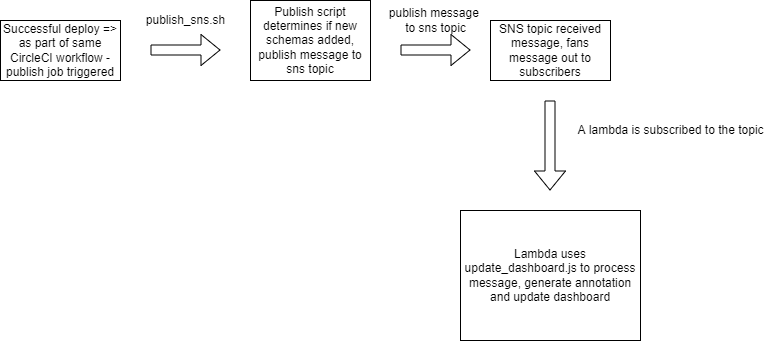 Successful deploy =>
as part of same
CircleCI workflow -
publish job triggered
publish_sns.sh
Publish script
determines if new
schemas added,
publish message to
sns topic
publish message
to sns topic
SNS topic received
message, fans
message out to
subscribers
A lambda is subscribed to the topic
Lambda uses
update_dashboard.js to process
message, generate annotation
and update dashboard